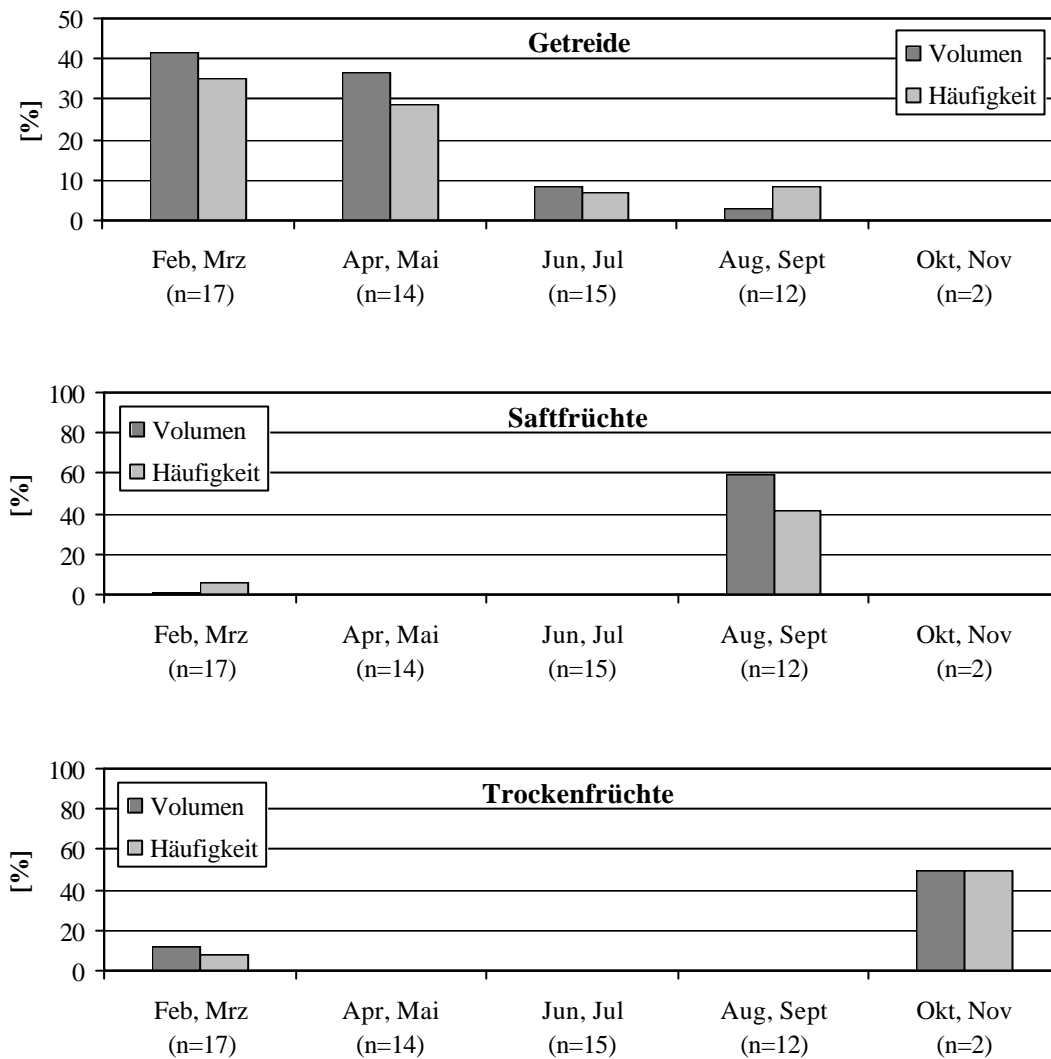 Getreide
Volumen
Häufigkeit
[%]
50
40
30
20
10
0
Feb, Mrz Apr, Mai Jun, Jul Aug, Sept Okt, Nov
(n=17) (n=14) (n=15) (n=12) (n=2)
Saftfrüchte
Volumen
Häufigkeit
[%]
100
80
60
40
20
0
Feb, Mrz Apr, Mai Jun, Jul Aug, Sept Okt, Nov
(n=17) (n=14) (n=15) (n=12) (n=2)
Trockenfrüchte
Volumen
Häufigkeit
[%]
100
80
60
40
20
0
Feb, Mrz Apr, Mai Jun, Jul Aug, Sept Okt, Nov
(n=17) (n=14) (n=15) (n=12) (n=2)